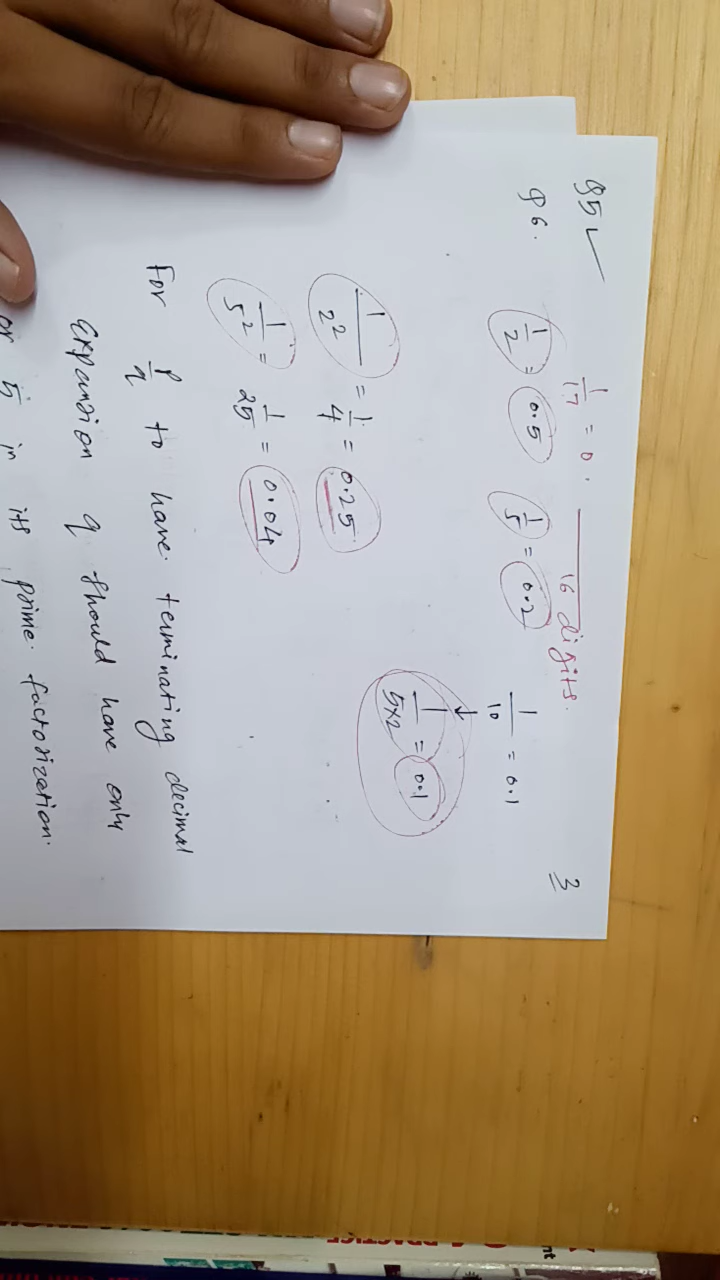 95 ✓
3
1/17 = 0. ____
16 digits.
96.
1/2 = 0.5 1/5 = 0.2 1/10 = 0.1
1/2² = 1/4 = 0.25 1/5×2 = 0.1
1/5² = 1/25 = 0.04
For p/q to have terminating decimal
expansion q should have only
or 5 in its prime factorization.